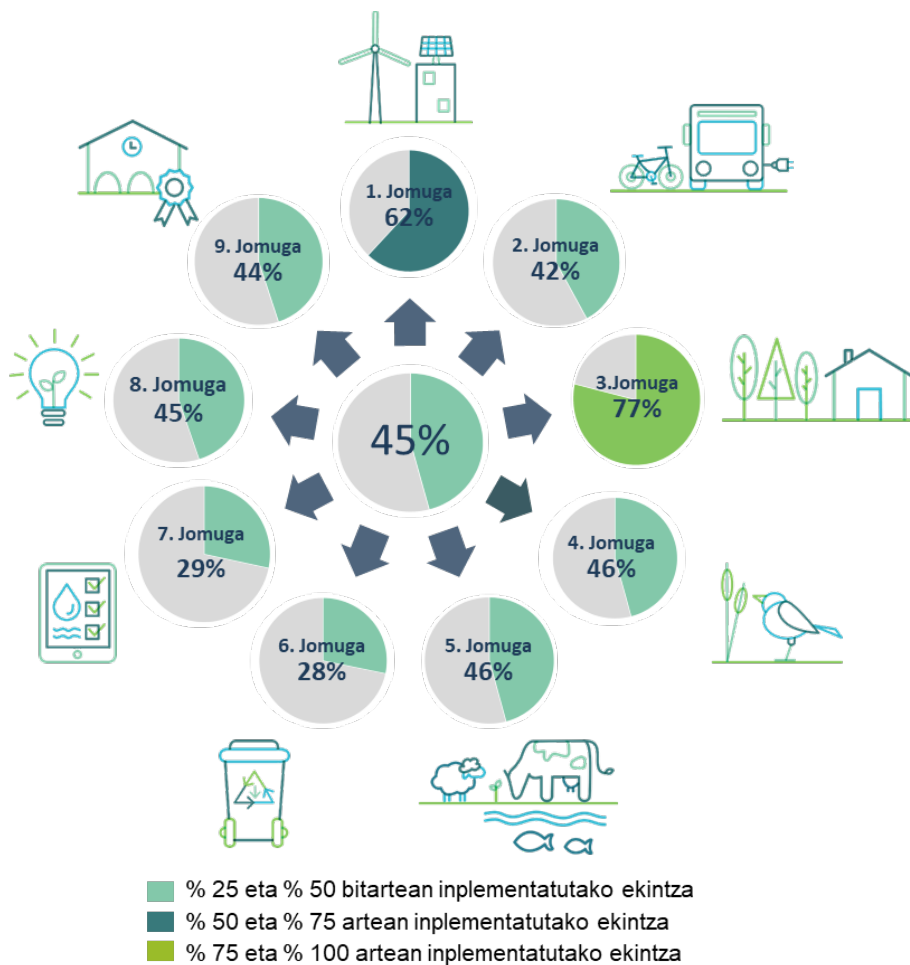 1. Jomuga
62%
2. Jomuga
42%
3.Jomuga
77%
4. Jomuga
46%
5. Jomuga
46%
6. Jomuga
28%
7. Jomuga
29%
8. Jomuga
45%
9. Jomuga
44%
45%
% 25 eta % 50 bitartean inplementatutako ekintza
% 50 eta % 75 artean inplementatutako ekintza
% 75 eta % 100 artean inplementatutako ekintza